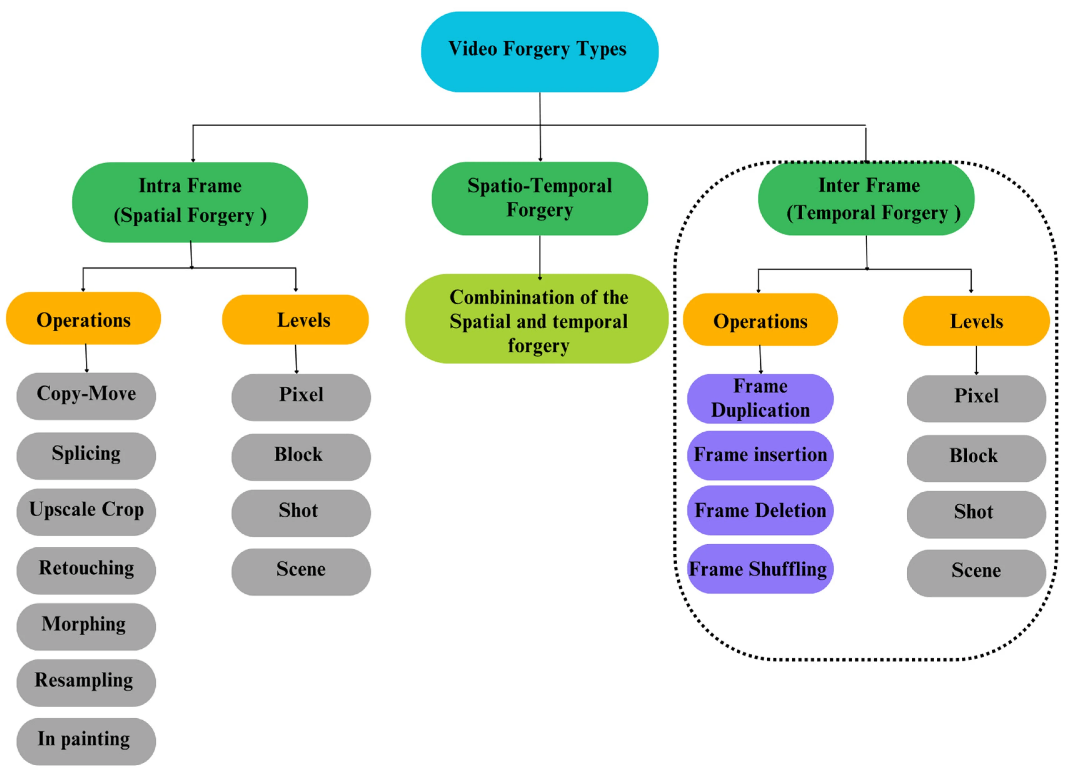 Video Forgery Types
Intra Frame
(Spatial Forgery )
Spatio-Temporal
Forgery
Inter Frame
(Temporal Forgery )
Operations
Levels
Combinination of the
Spatial and temporal
forgery
Operations
Levels
Copy-Move
Splicing
Upscale Crop
Retouching
Morphing
Resampling
In painting
Pixel
Block
Shot
Scene
Frame
Duplication
Frame insertion
Frame Deletion
Frame Shuffling
Pixel
Block
Shot
Scene